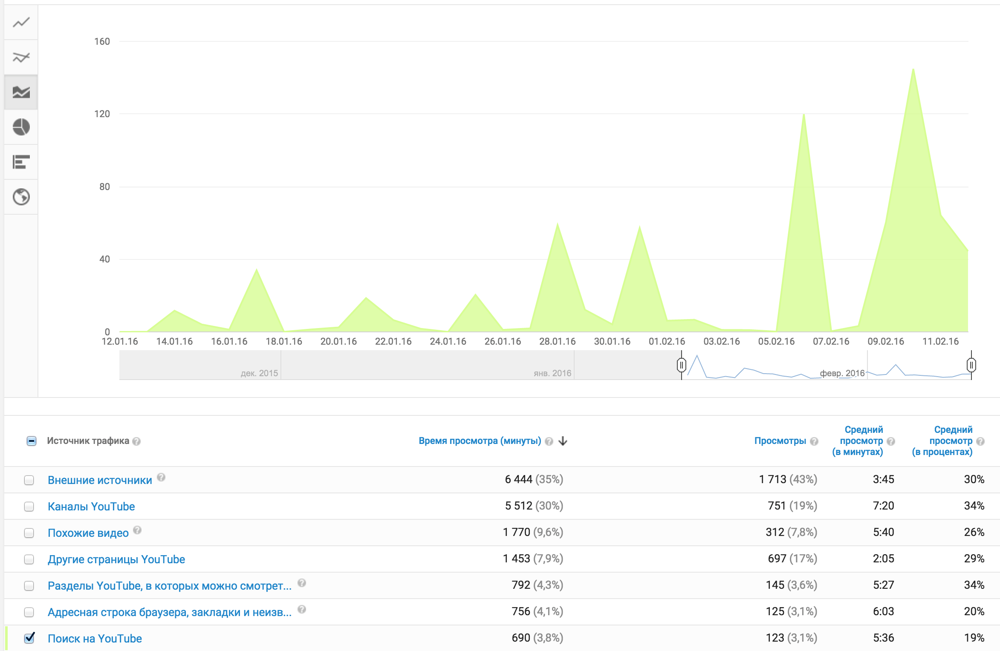 160
120
80
40
0
12.01.16 14.01.16 16.01.16 18.01.16 20.01.16 22.01.16 24.01.16 26.01.16 28.01.16 30.01.16 01.02.16 03.02.16 05.02.16 07.02.16 09.02.16 11.02.16
дек. 2015 янв. 2016 февр. 2016
Источник трафика ? Время просмотра (минуты) ? Просмотры ? Средний просмотр (в минутах) ? Средний просмотр (в процентах) ?
Внешние источники ? 6 444 (35%) 1 713 (43%) 3:45 30%
Каналы YouTube 5 512 (30%) 751 (19%) 7:20 34%
Похожие видео ? 1 770 (9,6%) 312 (7,8%) 5:40 26%
Другие страницы YouTube 1 453 (7,9%) 697 (17%) 2:05 29%
Разделы YouTube, в которых можно смотрет... ? 792 (4,3%) 145 (3,6%) 5:27 34%
Адресная строка браузера, закладки и неизв... ? 756 (4,1%) 125 (3,1%) 6:03 20%
Поиск на YouTube 690 (3,8%) 123 (3,1%) 5:36 19%